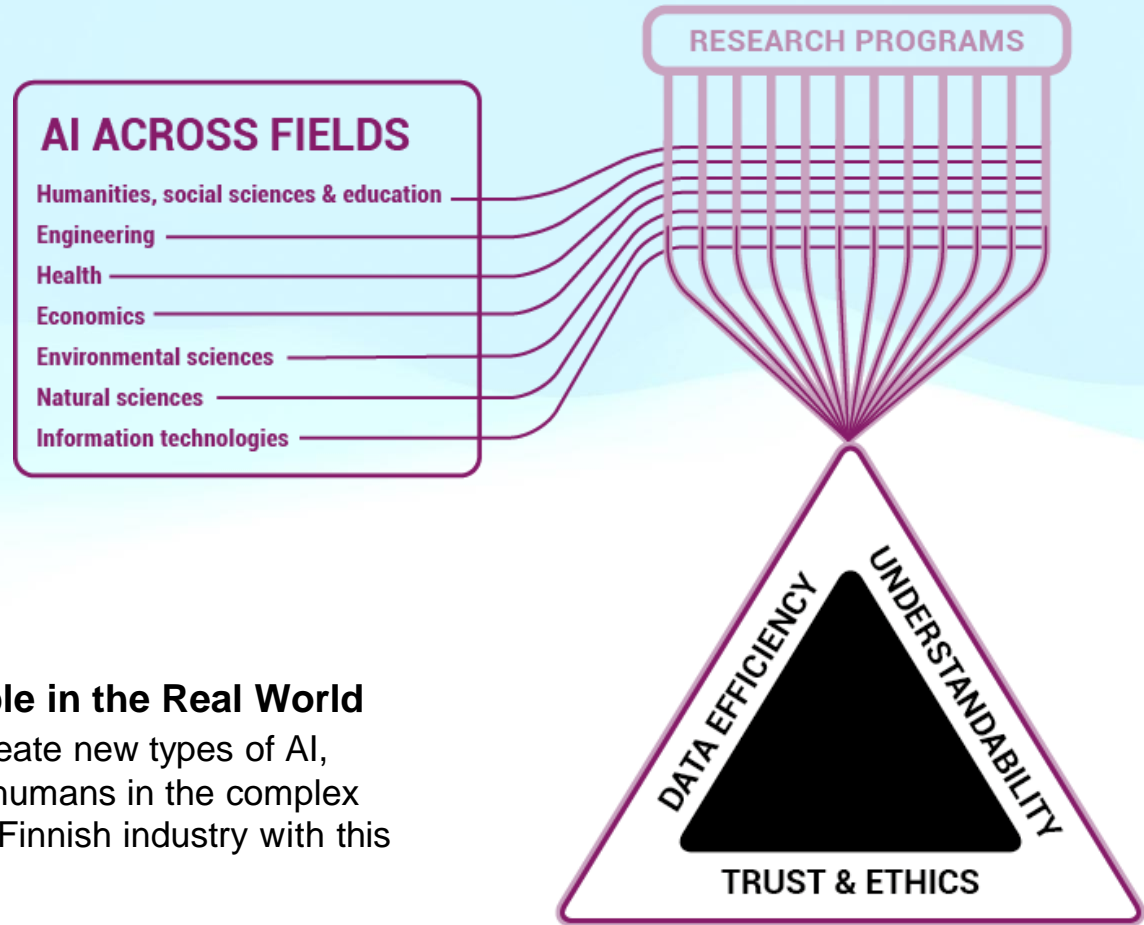 RESEARCH PROGRAMS
AI ACROSS FIELDS
Humanities, social sciences & education
Engineering
Health
Economics
Environmental sciences
Natural sciences
Information technologies
DATA EFFICIENCY
UNDERSTANDABILITY
TRUST & ETHICS
in the Real World
eate new types of AI,
humans in the complex
Finnish industry with this